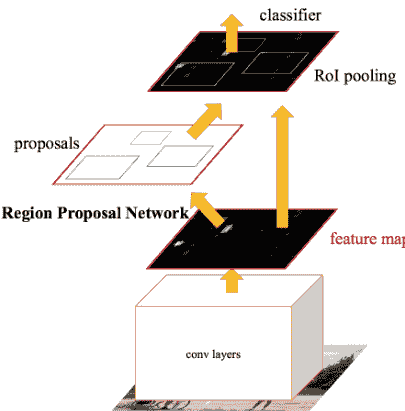 classifier
RoI pooling
proposals
Region Proposal Network
feature map
conv layers